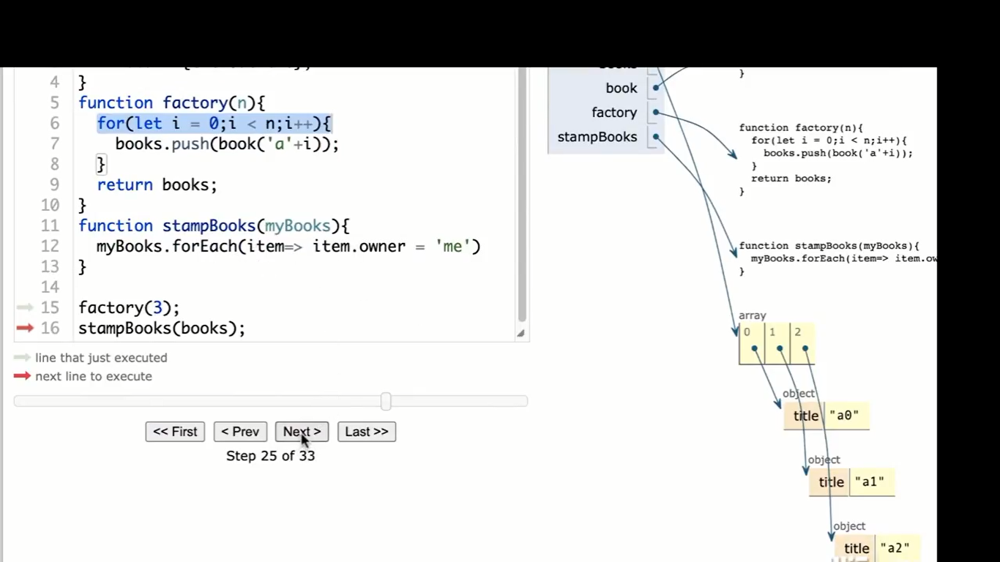 4 }
5 function factory(n){
6 for(let i = 0;i < n;i++){
7 books.push(book('a'+i));
8 }
9 return books;
10 }
11 function stampBooks(myBooks){
12 myBooks.forEach(item=> item.owner = 'me')
13 }
14
15 factory(3);
16 stampBooks(books);
line that just executed
next line to execute
<< First < Prev Next > Last >>
Step 25 of 33
books
book
factory
stampBooks
}
function factory(n){
for(let i = 0;i < n;i++){
books.push(book('a'+i));
}
return books;
}
function stampBooks(myBooks){
myBooks.forEach(item=> item.ow
}
array
0 1 2
object
title "a0"
object
title "a1"
object
title "a2"